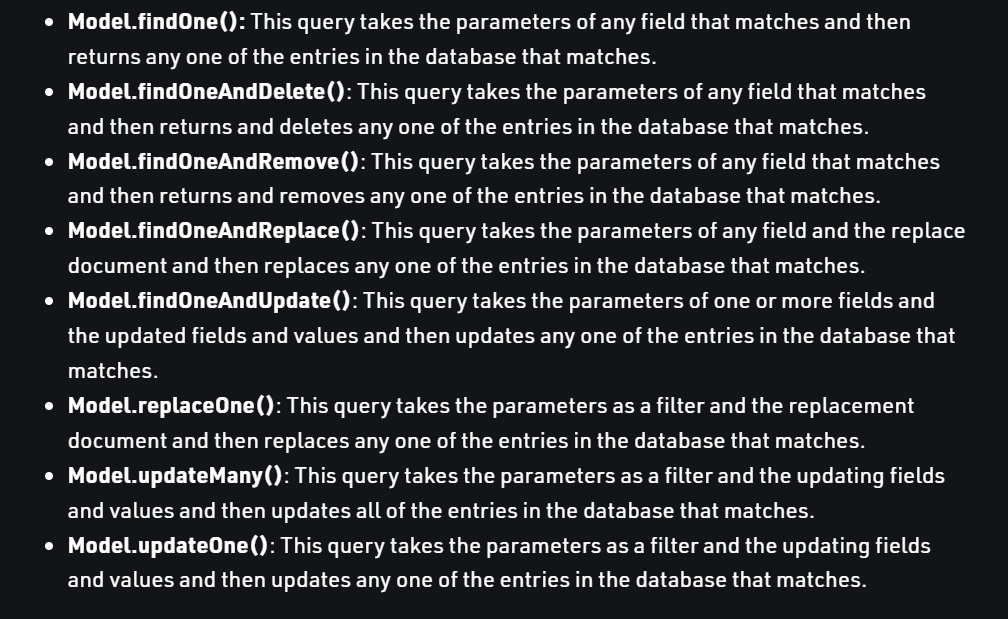 • Model.findOne(): This query takes the parameters of any field that matches and then
returns any one of the entries in the database that matches.
• Model.findOneAndDelete(): This query takes the parameters of any field that matches
and then returns and deletes any one of the entries in the database that matches.
• Model.findOneAndRemove(): This query takes the parameters of any field that matches
and then returns and removes any one of the entries in the database that matches.
• Model.findOneAndReplace(): This query takes the parameters of any field and the replace
document and then replaces any one of the entries in the database that matches.
• Model.findOneAndUpdate(): This query takes the parameters of one or more fields and
the updated fields and values and then updates any one of the entries in the database that
matches.
• Model.replaceOne(): This query takes the parameters as a filter and the replacement
document and then replaces any one of the entries in the database that matches.
• Model.updateMany(): This query takes the parameters as a filter and the updating fields
and values and then updates all of the entries in the database that matches.
• Model.updateOne(): This query takes the parameters as a filter and the updating fields
and values and then updates any one of the entries in the database that matches.